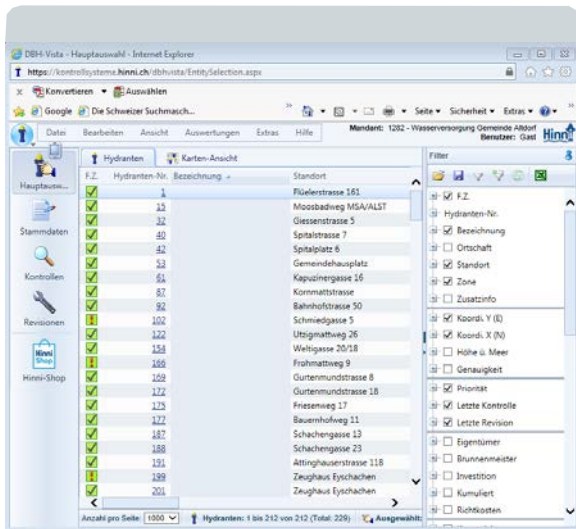 DBH-Vista - Hauptauswahl - Internet Explorer
https://kontrollsysteme.hinni.ch/dbhvista/EntitySelection.aspx
x Konvertieren Auswählen
Google Die Schweizer Suchmasch... » Seite Sicherheit Extras »
Datei Bearbeiten Ansicht Auswertungen Extras Hilfe
Mandant: 1282 - Wasserversorgung Gemeinde Altdorf
Benutzer: Gast
Hinni
Hauptausw...
Stammdaten
Kontrollen
Revisionen
Hinni Shop
Hinni-Shop
Hydranten Karten-Ansicht
F.Z. Hydranten-Nr. Bezeichnung Standort
1 Flüelerstrasse 161
15 Moosbadweg MSA/ALST
32 Giessenstrasse 5
40 Spitalstrasse 7
42 Spitalplatz 6
53 Gemeindehausplatz
61 Kapuzinergasse 16
87 Kornmattstrasse
92 Bahnhofstrasse 50
102 Schmiedgasse 5
122 Utzigmattweg 26
154 Weltigasse 20/18
166 Frohmattweg 9
169 Gurtenmundstrasse 8
172 Gurtenmundstrasse 18
175 Friesenweg 17
177 Bauernhofweg 11
187 Schachengasse 13
188 Schachengasse 23
191 Attinghauserstrasse 118
199 Zeughaus Eyschachen
201 Zeughaus Eyschachen
Anzahl pro Seite: 1000 Hydranten: 1 bis 212 von 212 (Total: 229) Ausgewählt:
Filter
F.Z.
Hydranten-Nr.
Bezeichnung
Ortschaft
Standort
Zone
Zusatzinfo
Koordi. Y (E)
Koordi. X (N)
Höhe ü. Meer
Genauigkeit
Priorität
Letzte Kontrolle
Letzte Revision
Eigentümer
Brunnenmeister
Investition
Kumuliert
Richtkosten